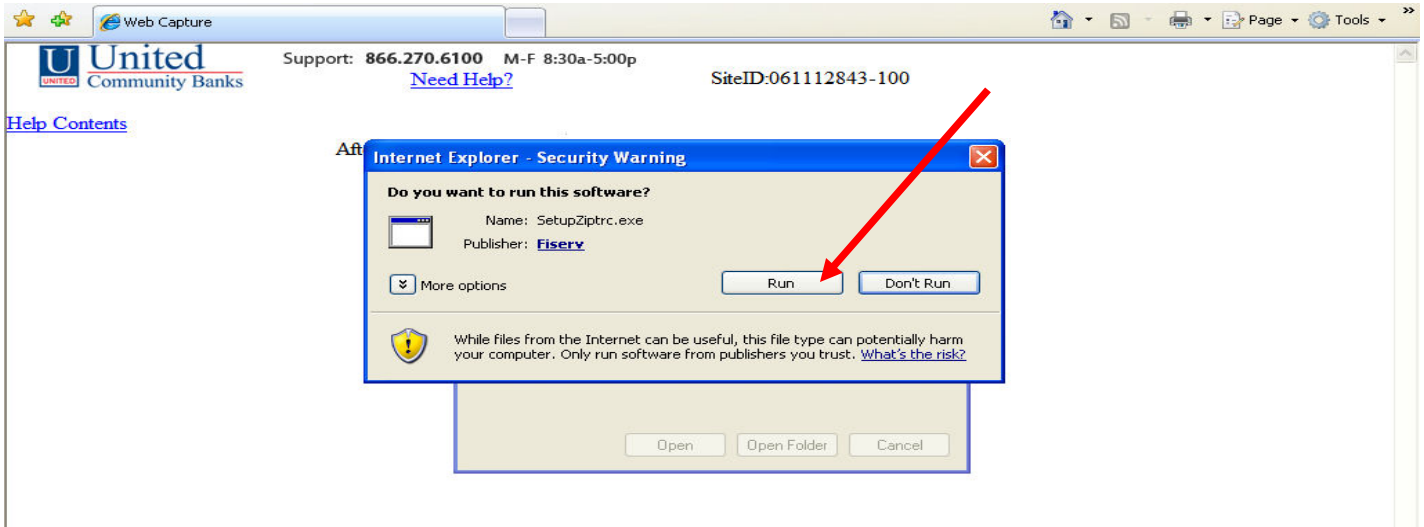 Web Capture
Page
Tools
»
U United
UNITED Community Banks
Support: 866.270.6100 M-F 8:30a-5:00p
Need Help?
SiteID:061112843-100
Help Contents
Aft
Internet Explorer - Security Warning
Do you want to run this software?
Name: SetupZiptrc.exe
Publisher: Fiserv
More options
Run
Don't Run
While files from the Internet can be useful, this file type can potentially harm
your computer. Only run software from publishers you trust. What's the risk?
Open
Open Folder
Cancel